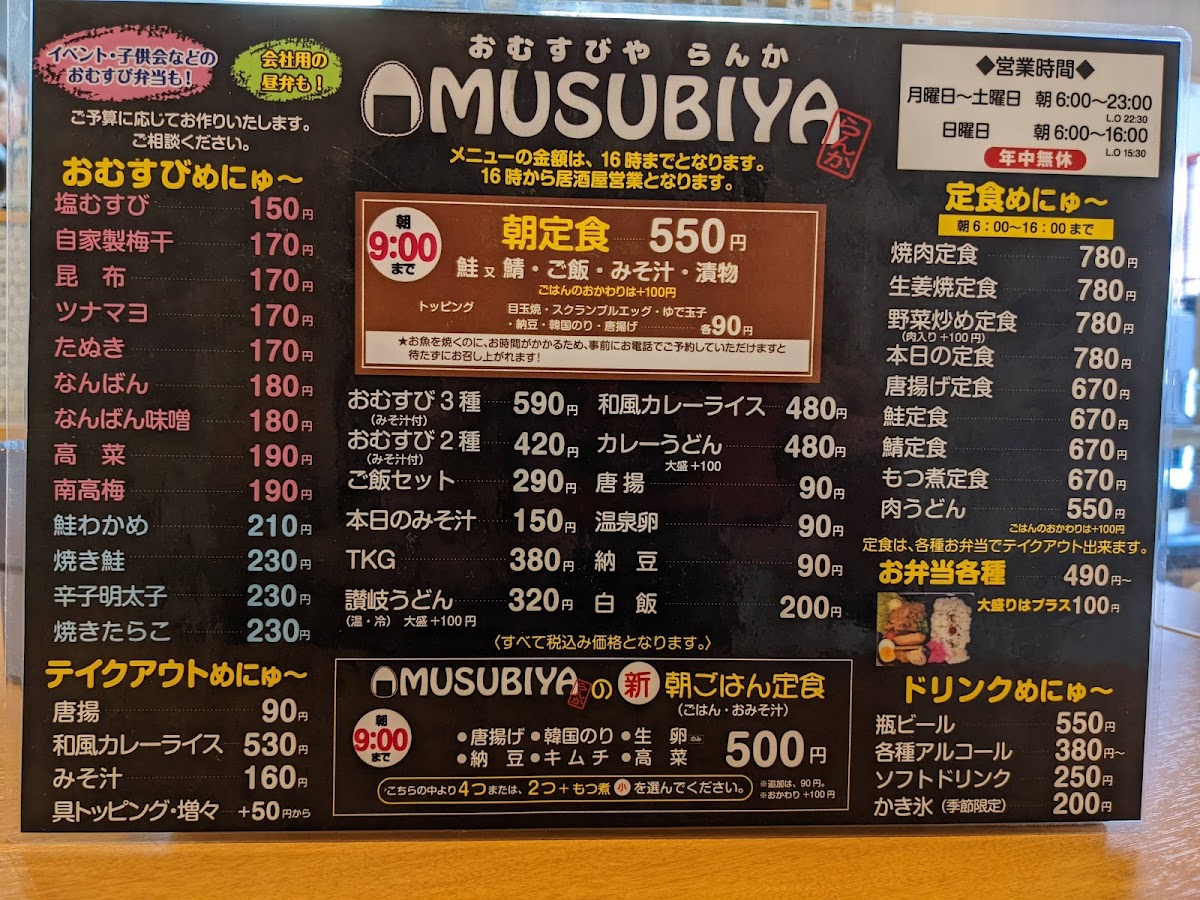 イベント・子供会などの
おむすび弁当も！
会社用の
昼弁も！
ご予算に応じてお作りいたします。
ご相談ください。
おむすびめにゅ〜
塩むすび 150円
自家製梅干 170円
昆布 170円
ツナマヨ 170円
たぬき 170円
なんばん 180円
なんばん味噌 180円
高菜 190円
南高梅 190円
鮭わかめ 210円
焼き鮭 230円
辛子明太子 230円
焼きたらこ 230円
テイクアウトめにゅ〜
唐揚 90円
和風カレーライス 530円
みそ汁 160円
具トッピング・増々 +50円から
おむすびや らんか
OMUSUBIYA
らんか
メニューの金額は、16時までとなります。
16時から居酒屋営業となります。
朝
9:00
まで
朝定食 550円
鮭又鯖・ご飯・みそ汁・漬物
ごはんのおかわりは+100円
トッピング 目玉焼・スクランブルエッグ・ゆで玉子
・納豆・韓国のり・唐揚げ 各90円
★お魚を焼くのに、お時間がかかるため、事前にお電話でご予約していただけますと
待たずにお召し上がれます！
おむすび3種 590円
(みそ汁付)
おむすび2種 420円
(みそ汁付)
ご飯セット 290円
本日のみそ汁 150円
TKG 380円
讃岐うどん 320円
(温・冷) 大盛+100円
和風カレーライス 480円
カレーうどん 480円
大盛+100
唐揚 90円
温泉卵 90円
納豆 90円
白飯 200円
〈すべて税込み価格となります。〉
OMUSUBIYAらんかの新朝ごはん定食
(ごはん・おみそ汁)
朝
9:00
まで
●唐揚げ●韓国のり●生卵のみ
●納豆●キムチ●高菜
500円
こちらの中より4つまたは、2つ+もつ煮小を選んでください。
※追加は、90円。
※おかわり+100円
◆営業時間◆
月曜日〜土曜日 朝6:00〜23:00
L.O 22:30
日曜日 朝6:00〜16:00
L.O 15:30
年中無休
定食めにゅ〜
朝6：00〜16：00まで
焼肉定食 780円
生姜焼定食 780円
野菜炒め定食 780円
(肉入り+100円)
本日の定食 780円
唐揚げ定食 670円
鮭定食 670円
鯖定食 670円
もつ煮定食 670円
肉うどん 550円
ごはんのおかわりは+100円
定食は、各種お弁当でテイクアウト出来ます。
お弁当各種 490円〜
大盛りはプラス100円
ドリンクめにゅ〜
瓶ビール 550円
各種アルコール 380円〜
ソフトドリンク 250円
かき氷（季節限定） 200円